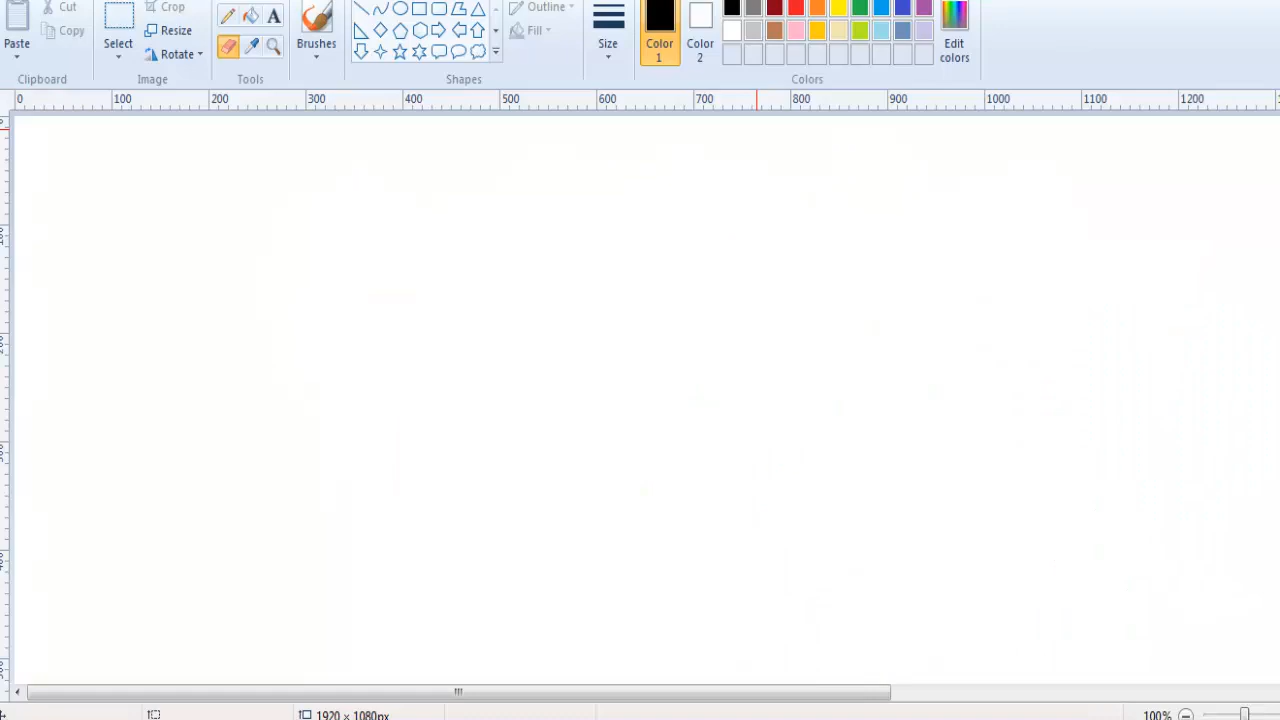 Cut Crop Outline
Paste Copy Select Resize Brushes Fill Size Color 1 Color 2 Edit colors
Rotate
Clipboard Image Tools Shapes Colors
0 100 200 300 400 500 600 700 800 900 1000 1100 1200
1920 × 1080px 100%